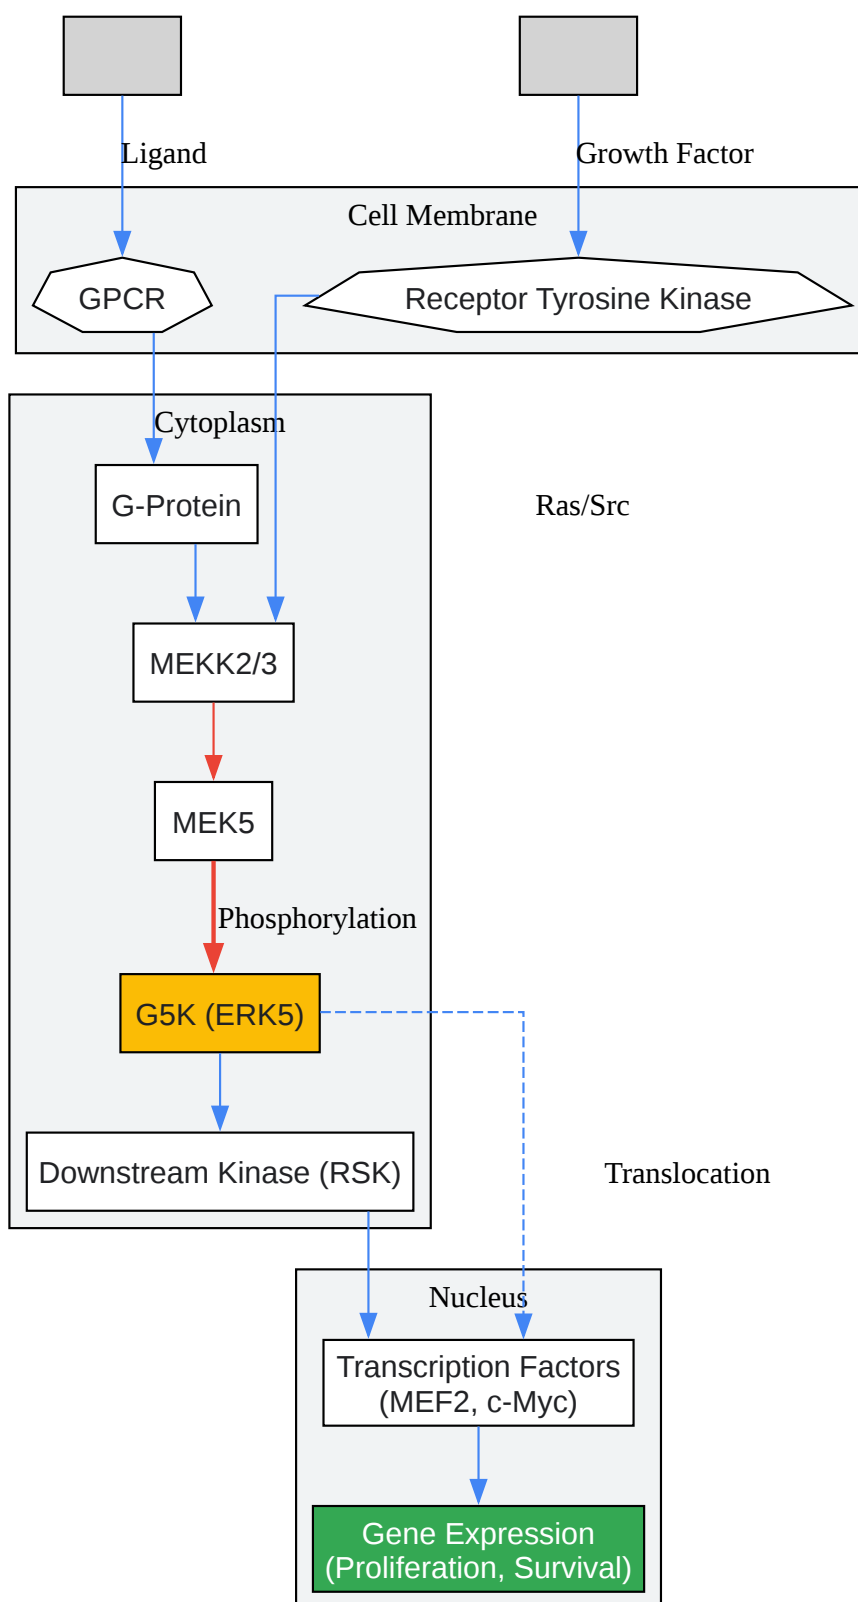 Ligand
Growth Factor
Cell Membrane
GPCR
Receptor Tyrosine Kinase
Cytoplasm
G-Protein
Ras/Src
MEKK2/3
MEK5
Phosphorylation
G5K (ERK5)
Downstream Kinase (RSK)
Translocation
Nucleus
Transcription Factors
(MEF2, c-Myc)
Gene Expression
(Proliferation, Survival)